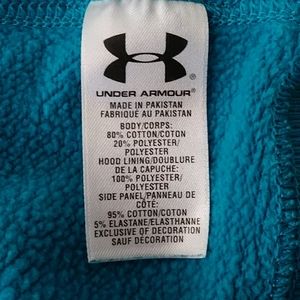 UNDER ARMOUR®
MADE IN PAKISTAN
FABRIQUÉ AU PAKISTAN
BODY/CORPS:
80% COTTON/COTON
20% POLYESTER/
POLYESTER
HOOD LINING/DOUBLURE
DE LA CAPUCHE:
100% POLYESTER/
POLYESTER
SIDE PANEL/PANNEAU DE
CÔTÉ:
95% COTTON/COTON
5% ELASTANE/ELASTHANNE
EXCLUSIVE OF DECORATION
SAUF DECORATION